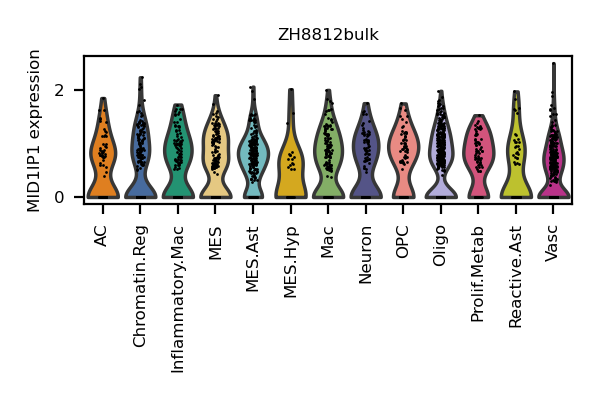 ZH8812bulk
MID1IP1 expression
2
0
AC
Chromatin.Reg
Inflammatory.Mac
MES
MES.Ast
MES.Hyp
Mac
Neuron
OPC
Oligo
Prolif.Metab
Reactive.Ast
Vasc